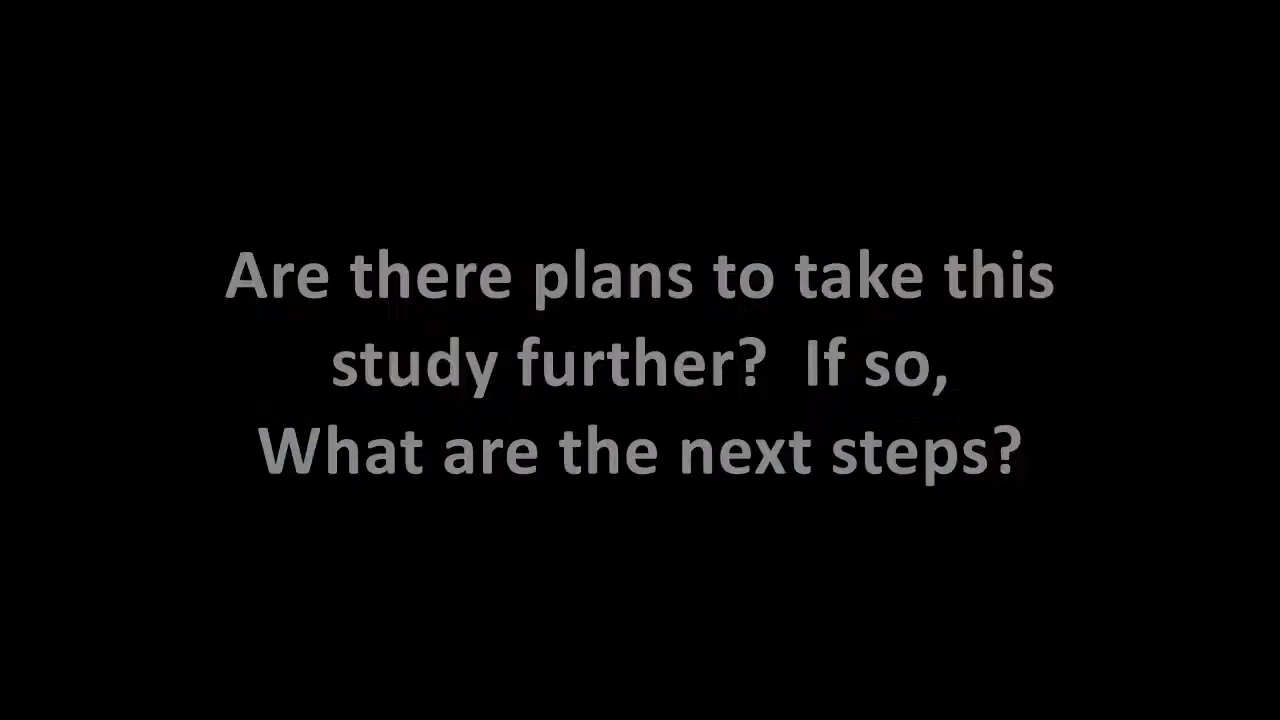 Are there plans to take this
study further?  If so,
What are the next steps?